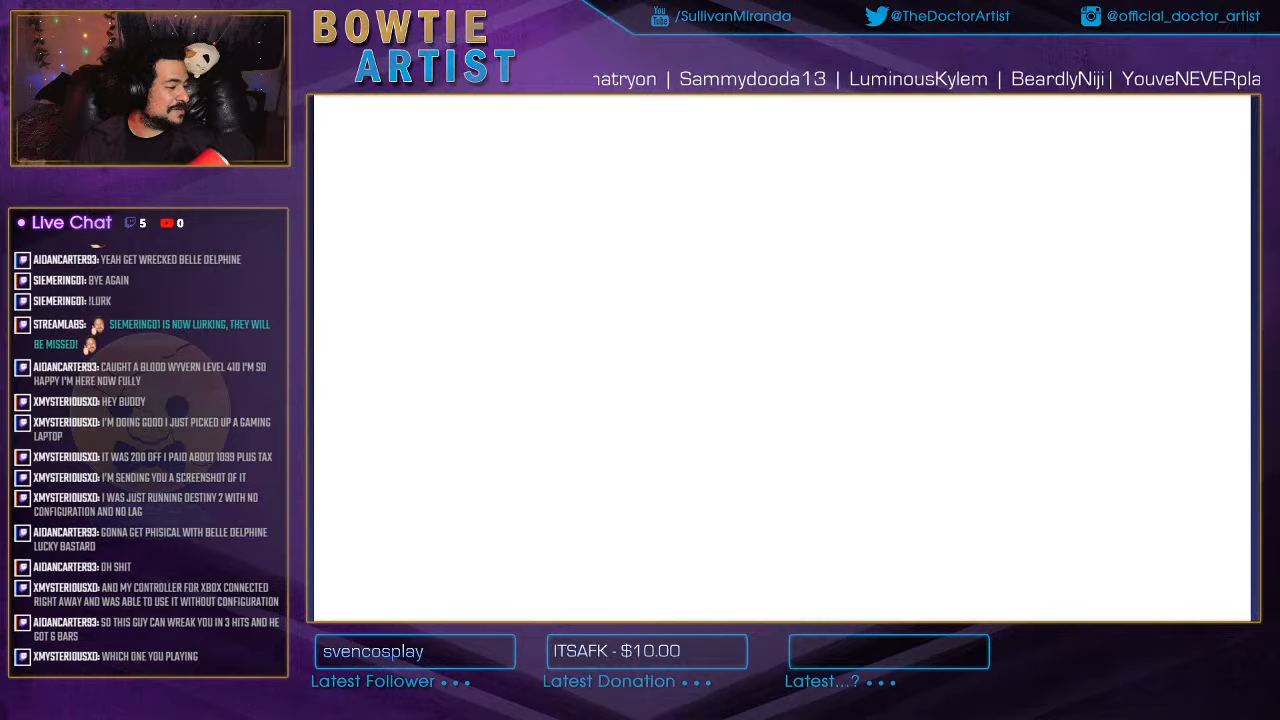 BOWTIE
ARTIST
/SullivanMiranda
@TheDoctorArtist
@official_doctor_artist
natryon | Sammydooda13 | LuminousKylem | BeardlyNiji | YouveNEVERpla
Live Chat 5 0
AIDANCARTER93: YEAH GET WRECKED BELLE DELPHINE
SIEMERING01: BYE AGAIN
SIEMERING01: !LURK
STREAMLABS: SIEMERING01 IS NOW LURKING, THEY WILL
BE MISSED!
AIDANCARTER93: CAUGHT A BLOOD WYVERN LEVEL 410 I'M SO
HAPPY I'M HERE NOW FULLY
XMYSTERIOUSXD: HEY BUDDY
XMYSTERIOUSXD: I'M DOING GOOD I JUST PICKED UP A GAMING
LAPTOP
XMYSTERIOUSXD: IT WAS 200 OFF I PAID ABOUT 1099 PLUS TAX
XMYSTERIOUSXD: I'M SENDING YOU A SCREENSHOT OF IT
XMYSTERIOUSXD: I WAS JUST RUNNING DESTINY 2 WITH NO
CONFIGURATION AND NO LAG
AIDANCARTER93: GONNA GET PHISICAL WITH BELLE DELPHINE
LUCKY BASTARD
AIDANCARTER93: OH SHIT
XMYSTERIOUSXD: AND MY CONTROLLER FOR XBOX CONNECTED
RIGHT AWAY AND WAS ABLE TO USE IT WITHOUT CONFIGURATION
AIDANCARTER93: SO THIS GUY CAN WREAK YOU IN 3 HITS AND HE
GOT 6 BARS
XMYSTERIOUSXD: WHICH ONE YOU PLAYING
svencosplay
ITSAFK - $10.00
Latest Follower
Latest Donation
Latest...?